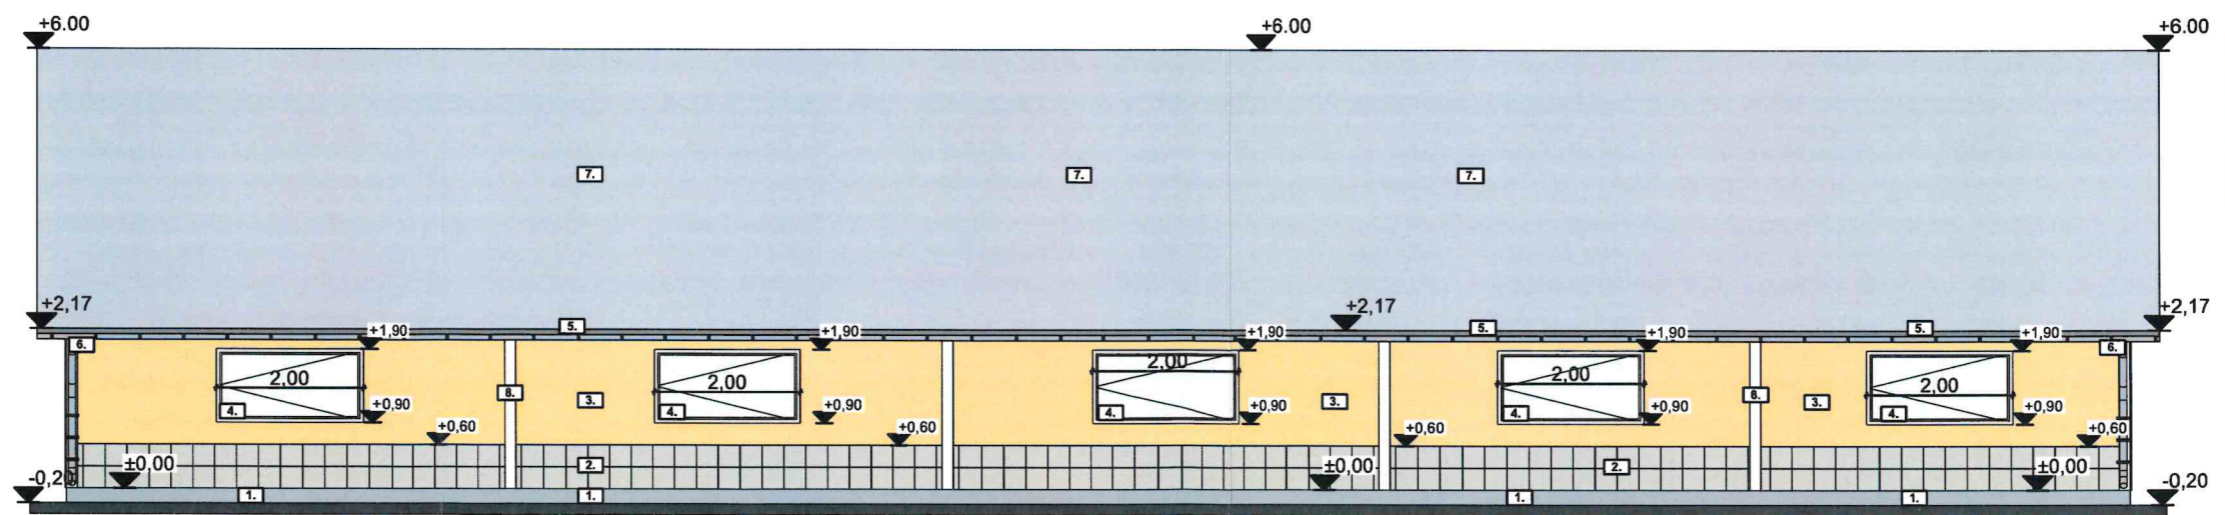 +6.00 +6.00 +6.00
7. 7. 7.
+2,17 +2,17 +2,17
5. 5. 5.
+1,90 +1,90 +1,90 +1,90 +1,90
6. 6.
2,00 2,00 2,00 2,00 2,00
8. 3. 3. 8. 3.
4. 4. 4. 4. 4.
+0,90 +0,90 +0,90 +0,90 +0,90
+0,60 +0,60 +0,60 +0,60
±0,00 2. ±0,00 2. ±0,00
-0,20 -0,20
1. 1. 1. 1.